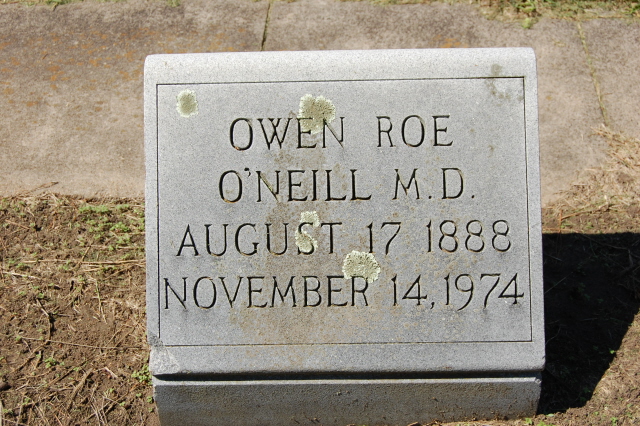 OWEN ROE
O'NEILL M.D.
AUGUST 17 1888
NOVEMBER 14, 1974